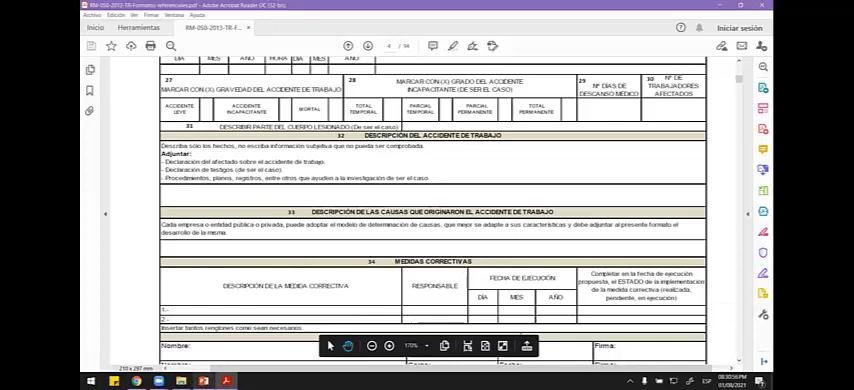 RM-050-2013-TR-Formatos referenciales.pdf - Adobe Acrobat Reader DC (32-bit)
Archivo Edición Ver Firmar Ventana Ayuda
Inicio Herramientas RM-050-2013-TR-F... × Iniciar sesión
4 / 94
DIA MES AÑO HORA DIA MES AÑO
27 MARCAR CON (X) GRAVEDAD DEL ACCIDENTE DE TRABAJO
28 MARCAR CON (X) GRADO DEL ACCIDENTE INCAPACITANTE (DE SER EL CASO)
29 Nº DÍAS DE DESCANSO MÉDICO
30 Nº DE TRABAJADORES AFECTADOS
ACCIDENTE LEVE
ACCIDENTE INCAPACITANTE
MORTAL
TOTAL TEMPORAL
PARCIAL TEMPORAL
PARCIAL PERMANENTE
TOTAL PERMANENTE
31 DESCRIBIR PARTE DEL CUERPO LESIONADO (De ser el caso)
32 DESCRIPCIÓN DEL ACCIDENTE DE TRABAJO
Describa sólo los hechos, no escriba información subjetiva que no pueda ser comprobada.
Adjuntar:
- Declaración del afectado sobre el accidente de trabajo.
- Declaración de testigos (de ser el caso).
- Procedimientos, planos, registros, entre otros que ayuden a la investigación de ser el caso.
33 DESCRIPCIÓN DE LAS CAUSAS QUE ORIGINARON EL ACCIDENTE DE TRABAJO
Cada empresa o entidad pública o privada, puede adoptar el modelo de determinación de causas, que mejor se adapte a sus características y debe adjuntar al presente formato el
desarrollo de la misma.
34 MEDIDAS CORRECTIVAS
DESCRIPCIÓN DE LA MEDIDA CORRECTIVA
RESPONSABLE
FECHA DE EJECUCIÓN
DÍA MES AÑO
Completar en la fecha de ejecución
propuesta, el ESTADO de la implementación
de la medida correctiva (realizada,
pendiente, en ejecución)
1.-
2.-
Insertar tantos renglones como sean necesarios.
170%
Nombre: Firma:
210 x 297 mm
ESP
08:30:56 PM
01/08/2021